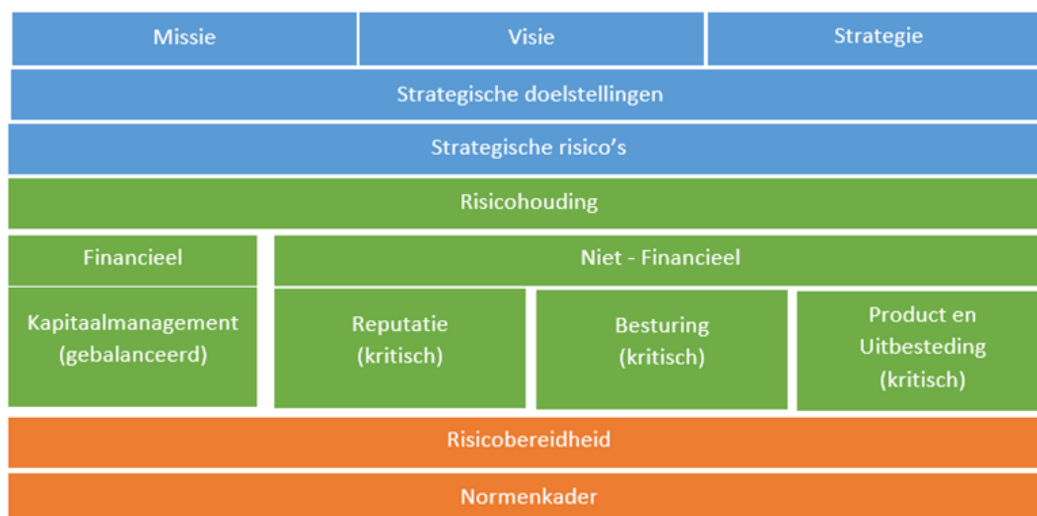 Missie
Visie
Strategie
Strategische doelstellingen
Strategische risico's
Risicohouding
Financieel
Niet - Financieel
Kapitaalmanagement
(gebalanceerd)
Reputatie
(kritisch)
Besturing
(kritisch)
Product en
Uitbesteding
(kritisch)
Risicobereidheid
Normenkader